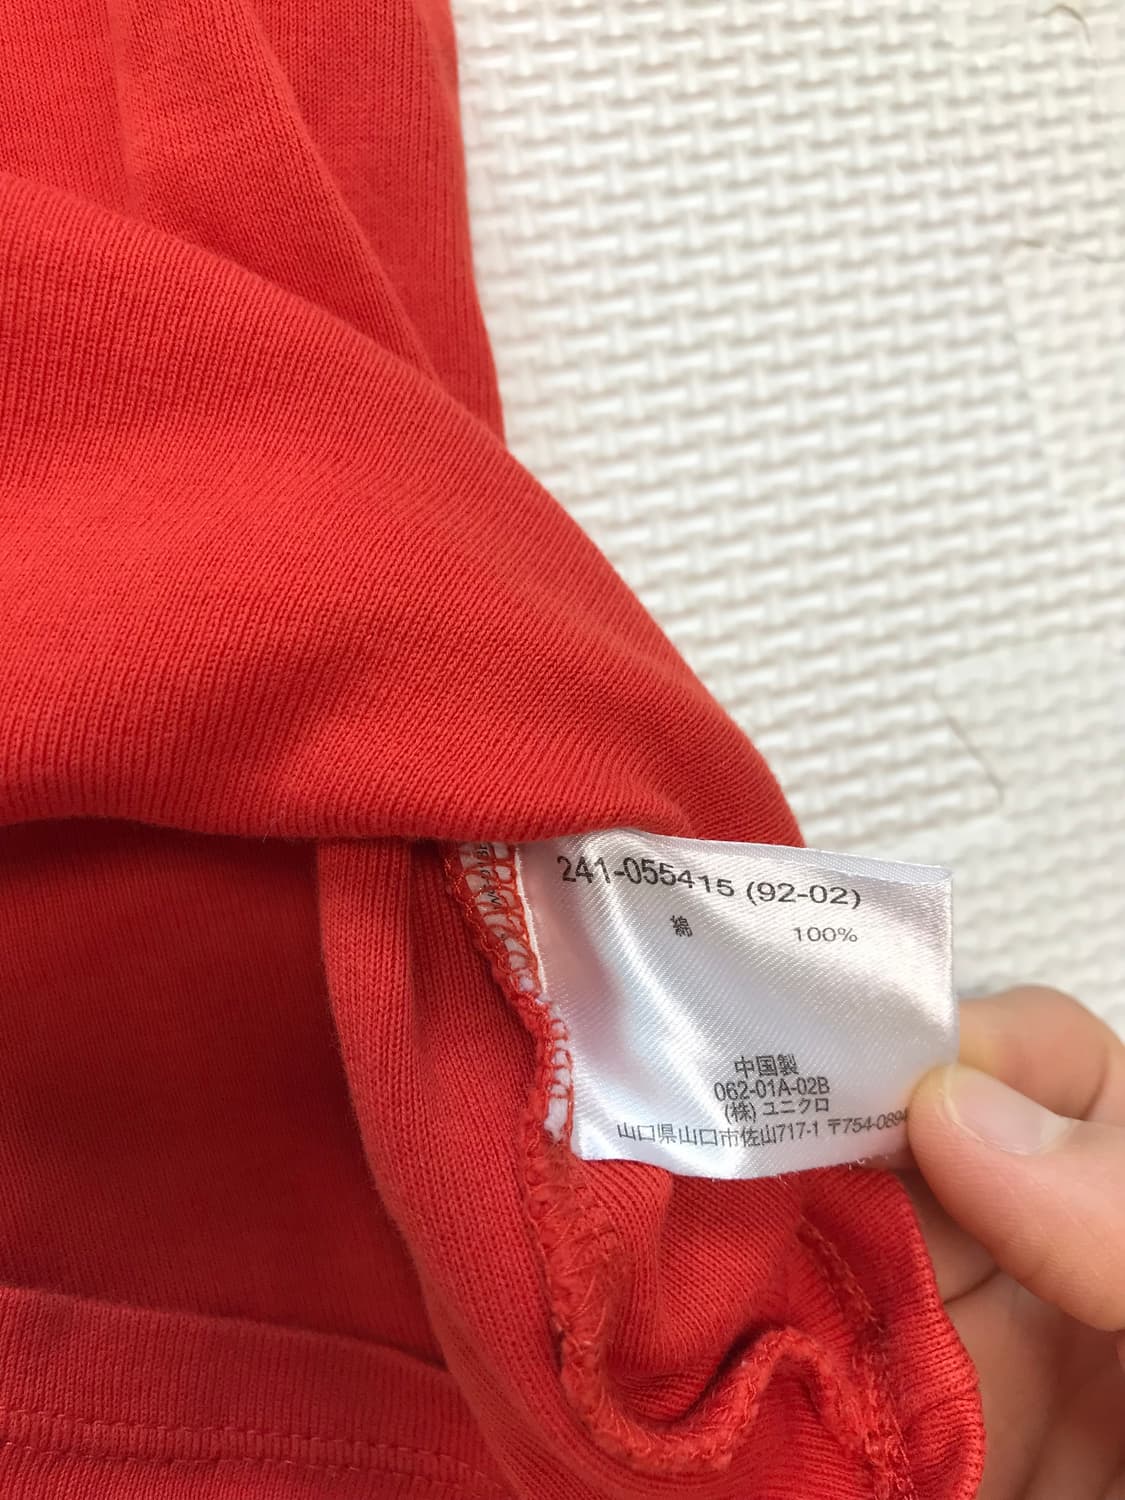 241-055415 (92-02)
綿 100%
中国製
062-01A-02B
(株) ユニクロ
山口県山口市佐山717-1 〒754-089